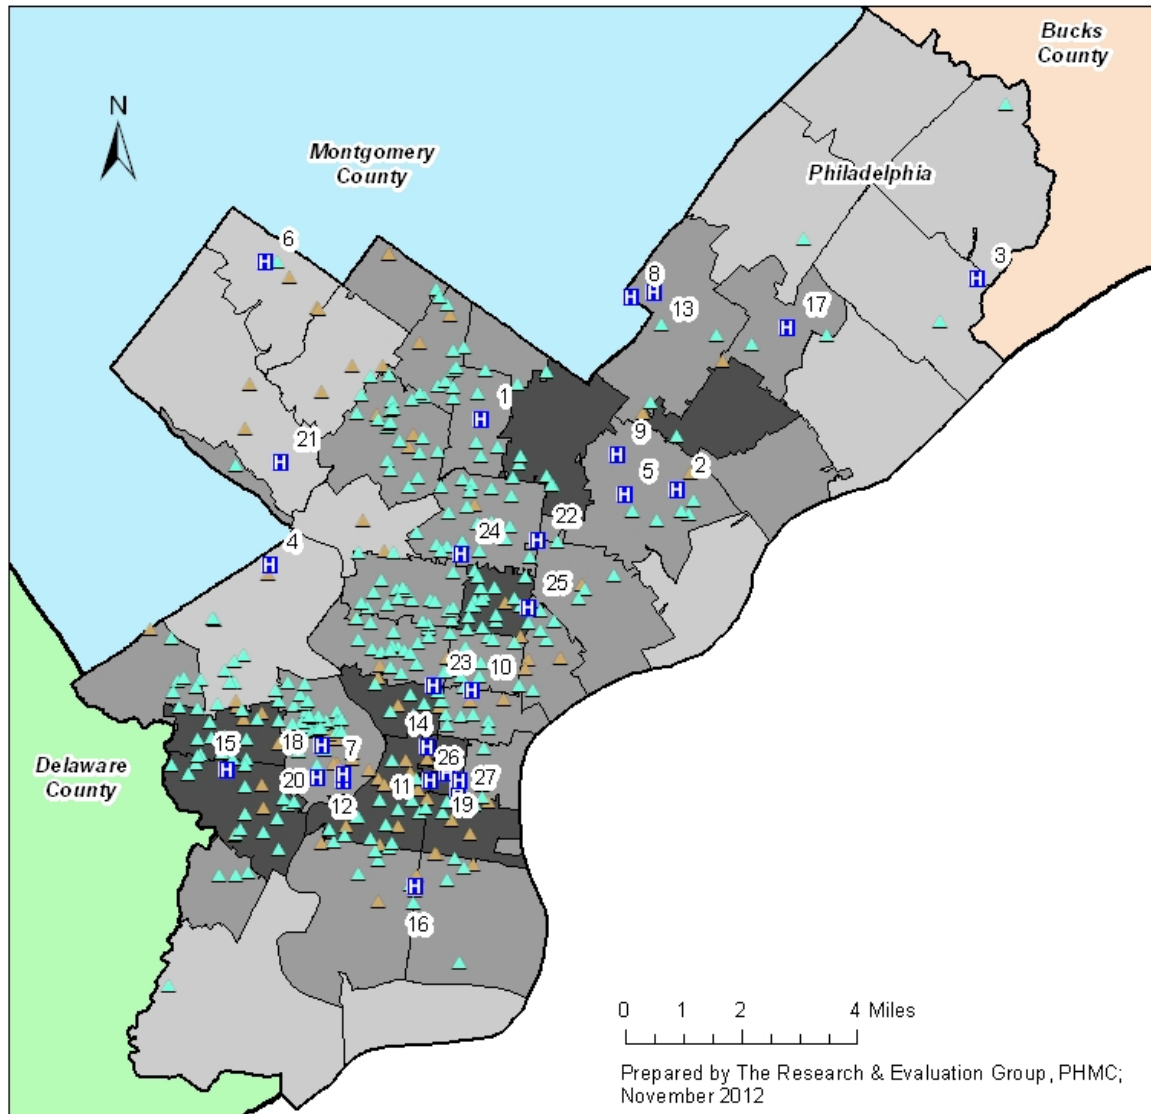 Bucks
County
N
Montgomery
County
Philadelphia
6
H
3
H
8
H
H
13
17
H
1
H
9
21
H
H
5
2
H
H
22
24
H
H
4
H
25
H
23
10
H
H
14
H
15
18
H
7
26
H
Delaware
County
20
H
H
H
11
H
H
H
27
12
19
H
16
0 1 2 4 Miles
Prepared by The Research & Evaluation Group, PHMC;
November 2012